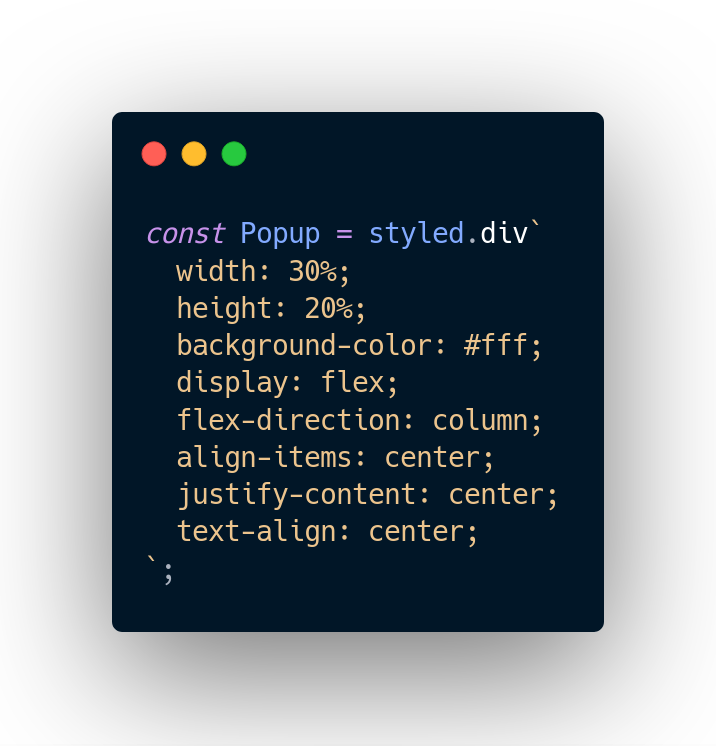 const Popup = styled.div`
  width: 30%;
  height: 20%;
  background-color: #fff;
  display: flex;
  flex-direction: column;
  align-items: center;
  justify-content: center;
  text-align: center;
`;